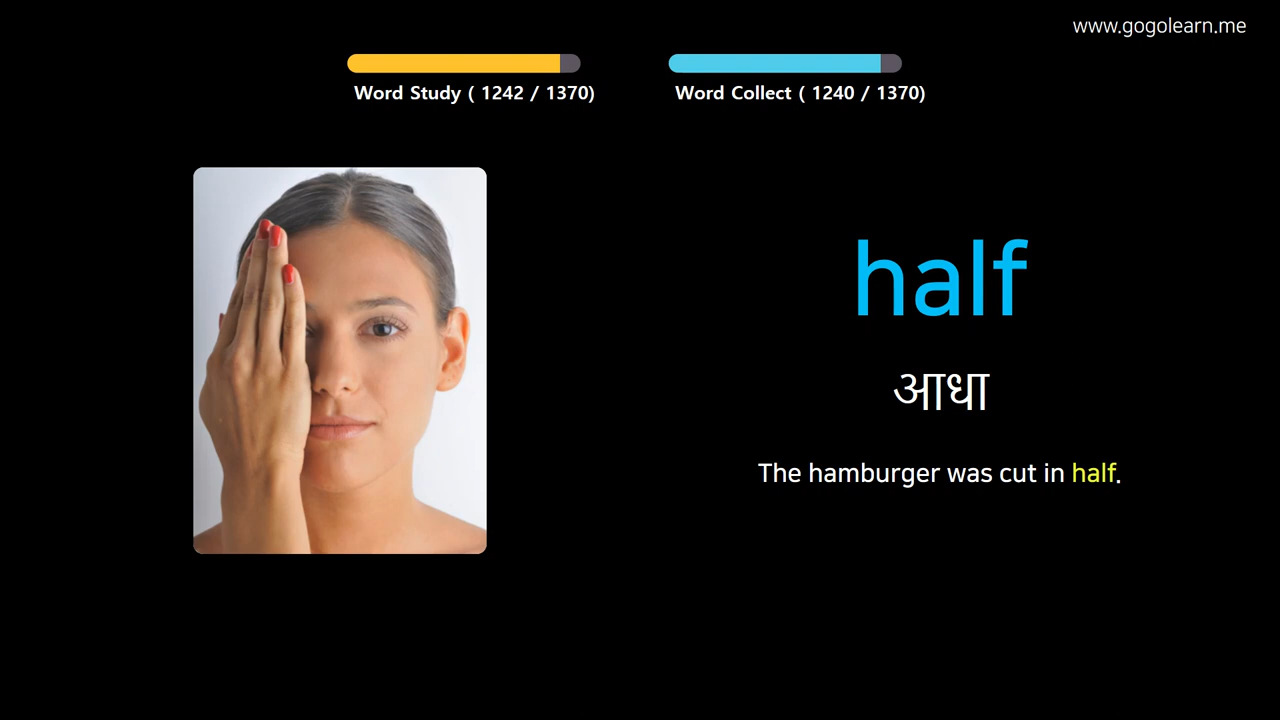 www.gogolearn.me
Word Study ( 1242 / 1370)
Word Collect ( 1240 / 1370)
half
आधा
The hamburger was cut in half.